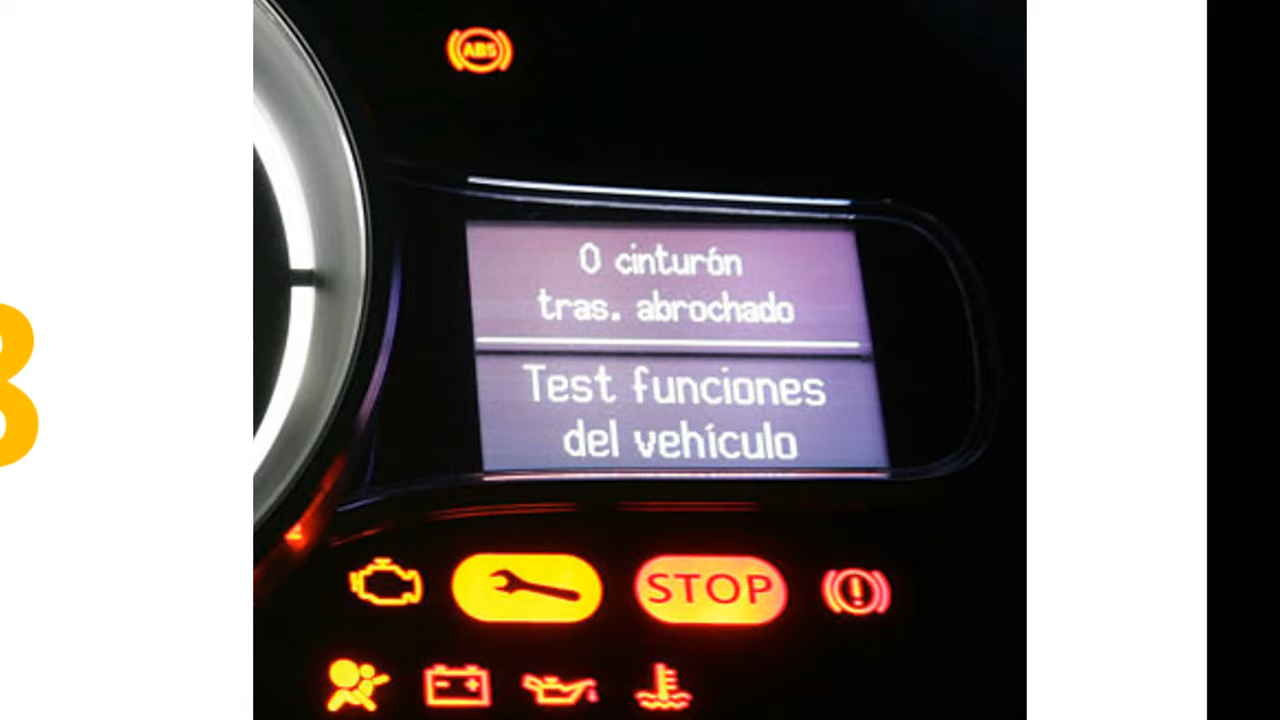 ABS
0 cinturón
tras. abrochado
Test funciones
del vehículo
STOP